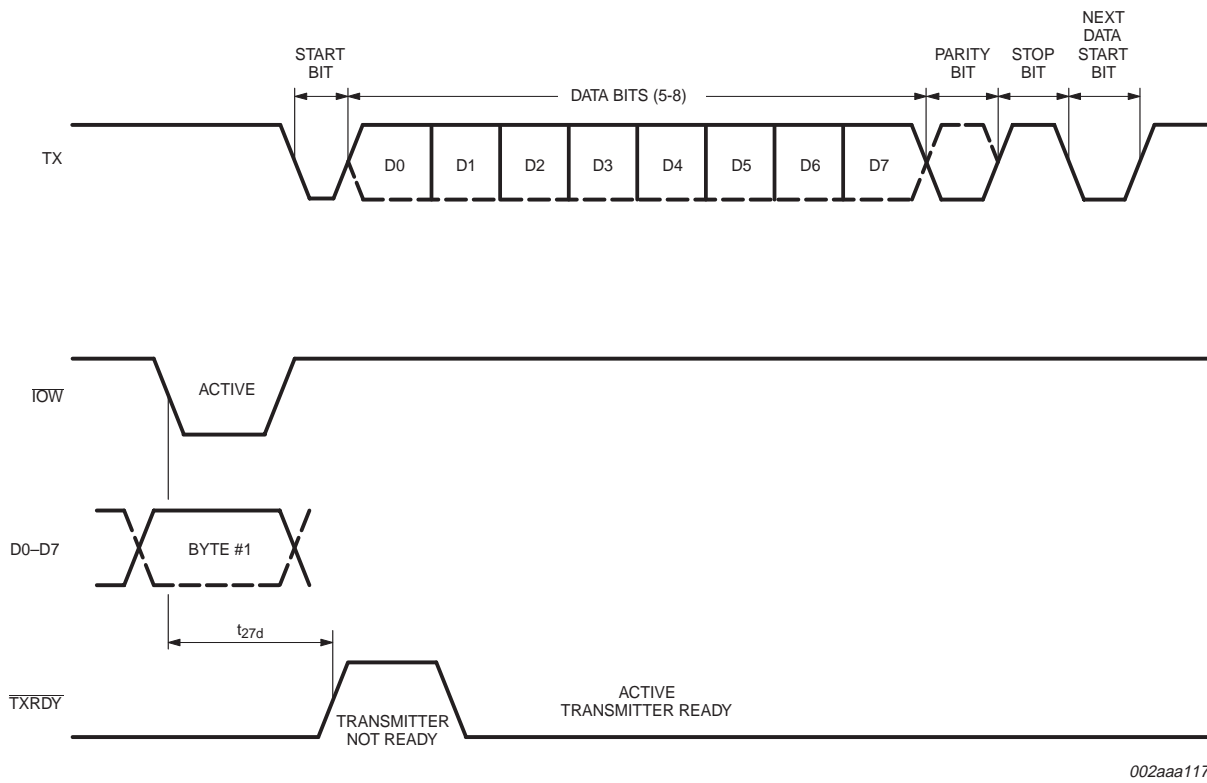 START
BIT
DATA BITS (5-8)
PARITY
BIT
STOP
BIT
NEXT
DATA
START
BIT
TX
D0 D1 D2 D3 D4 D5 D6 D7
IOW
ACTIVE
D0–D7
BYTE #1
t27d
TXRDY
TRANSMITTER
NOT READY
ACTIVE
TRANSMITTER READY
002aaa117